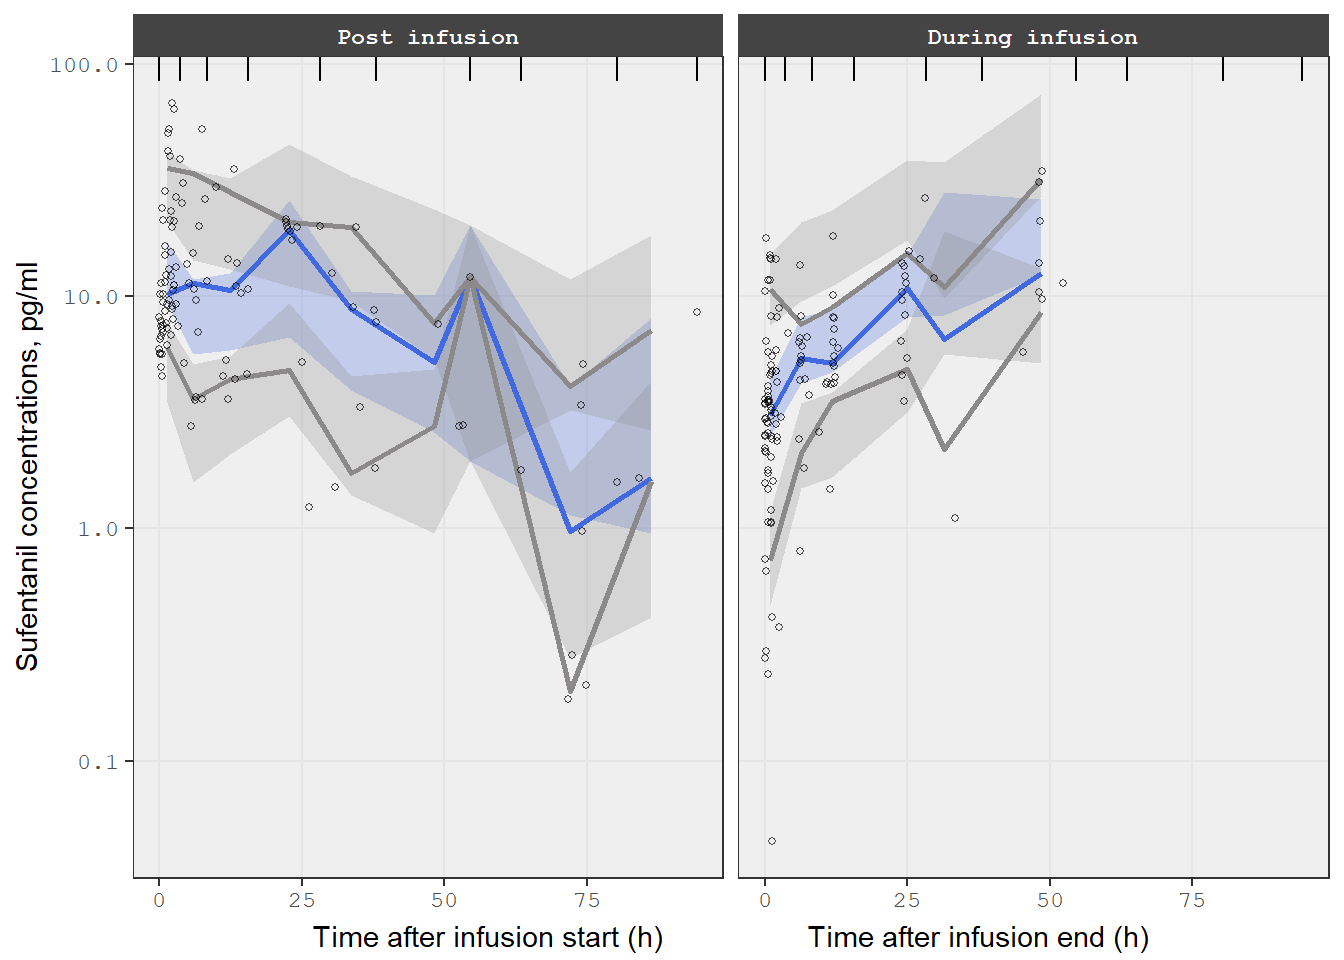 Post infusion
During infusion
Sufentanil concentrations, pg/ml
100.0
10.0
1.0
0.1
0 25 50 75
0 25 50 75
Time after infusion start (h)
Time after infusion end (h)